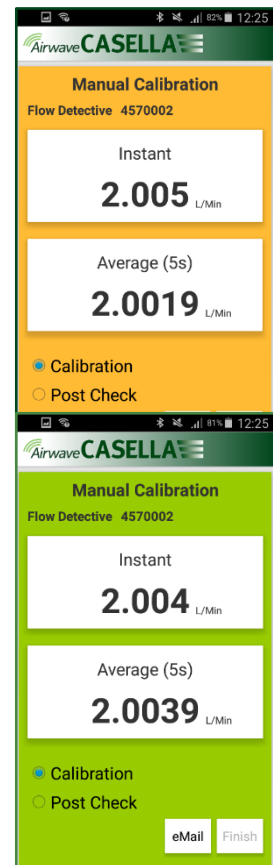 82% 12:25
Airwave CASELLA
Manual Calibration
Flow Detective 4570002
Instant
2.005 L/Min
Average (5s)
2.0019 L/Min
Calibration
Post Check
81% 12:25
Airwave CASELLA
Manual Calibration
Flow Detective 4570002
Instant
2.004 L/Min
Average (5s)
2.0039 L/Min
Calibration
Post Check
eMail Finish